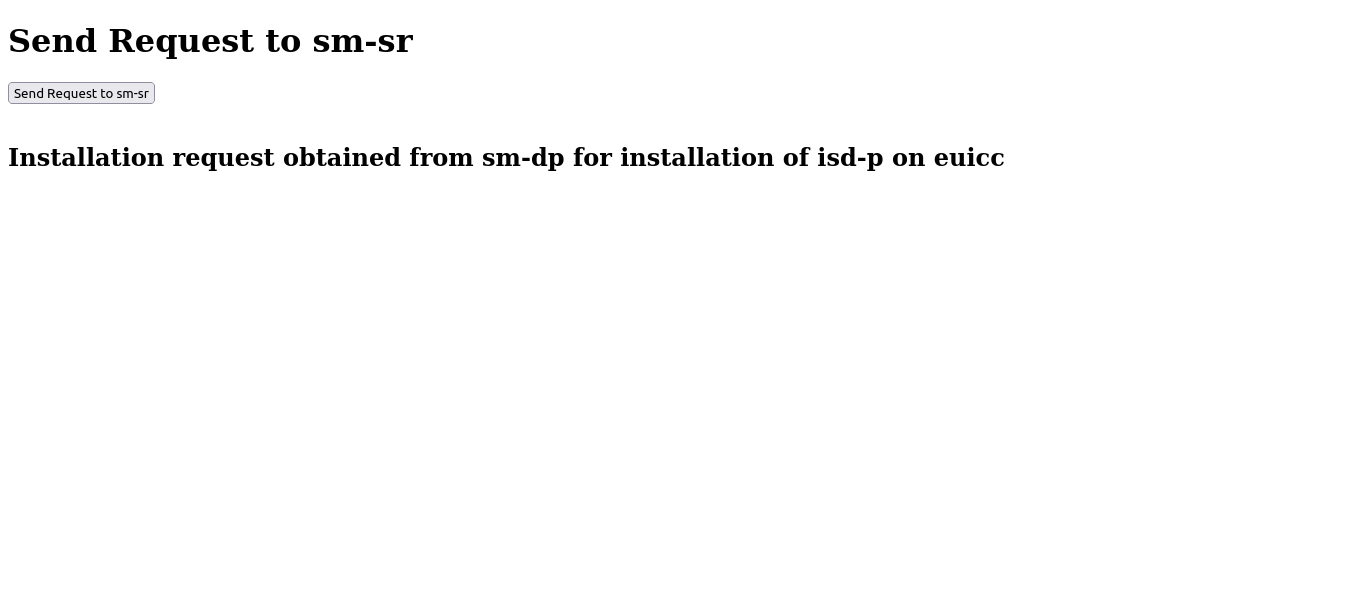 Send Request to sm-sr
Send Request to sm-sr
Installation request obtained from sm-dp for installation of isd-p on euicc